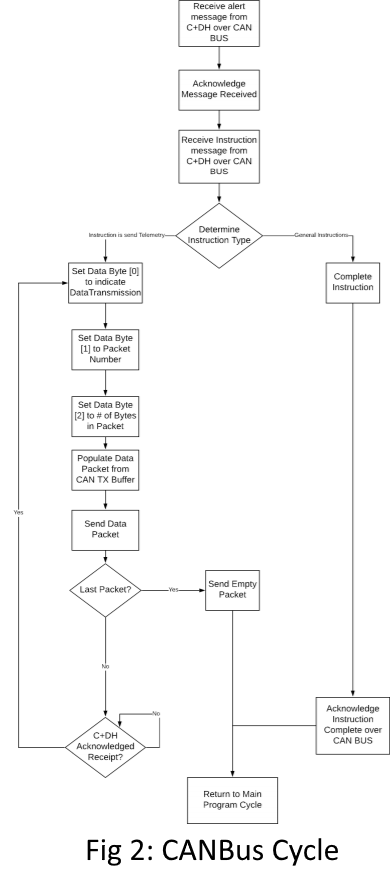 Receive alert
message from
C+DH over CAN
BUS
Acknowledge
Message Received
Receive Instruction
message from
C+DH over CAN
BUS
Determine
Instruction Type
Instruction is send Telemetry
General Instructions
Set Data Byte [0]
to indicate
DataTransmission
Complete
Instruction
Set Data Byte
[1] to Packet
Number
Set Data Byte
[2] to # of Bytes
in Packet
Populate Data
Packet from
CAN TX Buffer
Yes
Send Data
Packet
Last Packet?
Yes
Send Empty
Packet
No
No
C+DH
Acknowledged
Receipt?
Acknowledge
Instruction
Complete over
CAN BUS
Return to Main
Program Cycle
Fig 2: CANBus Cycle